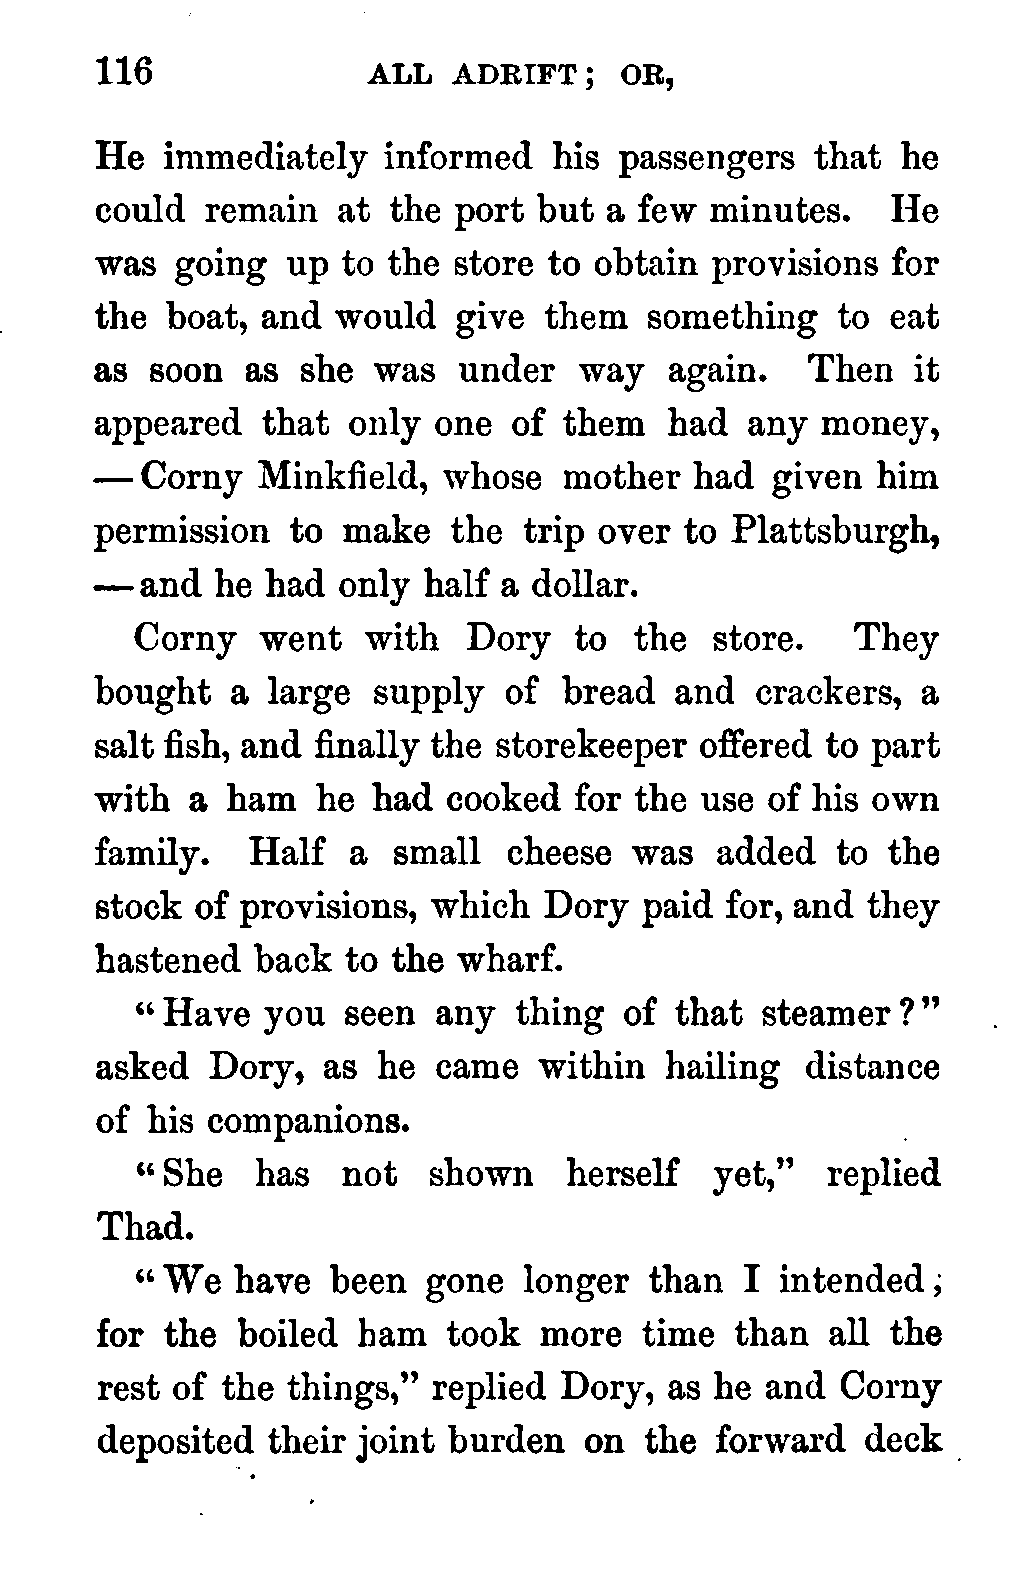 116 ALL ADRIFT; OR,
He immediately informed his passengers that he
could remain at the port but a few minutes. He
was going up to the store to obtain provisions for
the boat, and would give them something to eat
as soon as she was under way again. Then it
appeared that only one of them had any money,
— Corny Minkfield, whose mother had given him
permission to make the trip over to Plattsburgh,
— and he had only half a dollar.
Corny went with Dory to the store. They
bought a large supply of bread and crackers, a
salt fish, and finally the storekeeper offered to part
with a ham he had cooked for the use of his own
family. Half a small cheese was added to the
stock of provisions, which Dory paid for, and they
hastened back to the wharf.
"Have you seen any thing of that steamer?"
asked Dory, as he came within hailing distance
of his companions.
"She has not shown herself yet," replied
Thad.
"We have been gone longer than I intended;
for the boiled ham took more time than all the
rest of the things," replied Dory, as he and Corny
deposited their joint burden on the forward deck